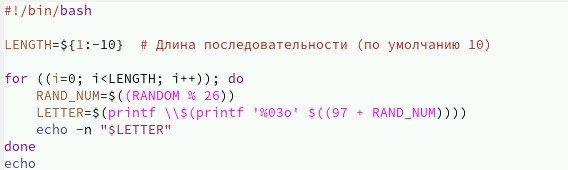 #!/bin/bash
LENGTH=${1:-10}  # Длина последовательности (по умолчанию 10)
for ((i=0; i<LENGTH; i++)); do
    RAND_NUM=$((RANDOM % 26))
    LETTER=$(printf \\$(printf '%03o' $((97 + RAND_NUM))))
    echo -n "$LETTER"
done
echo